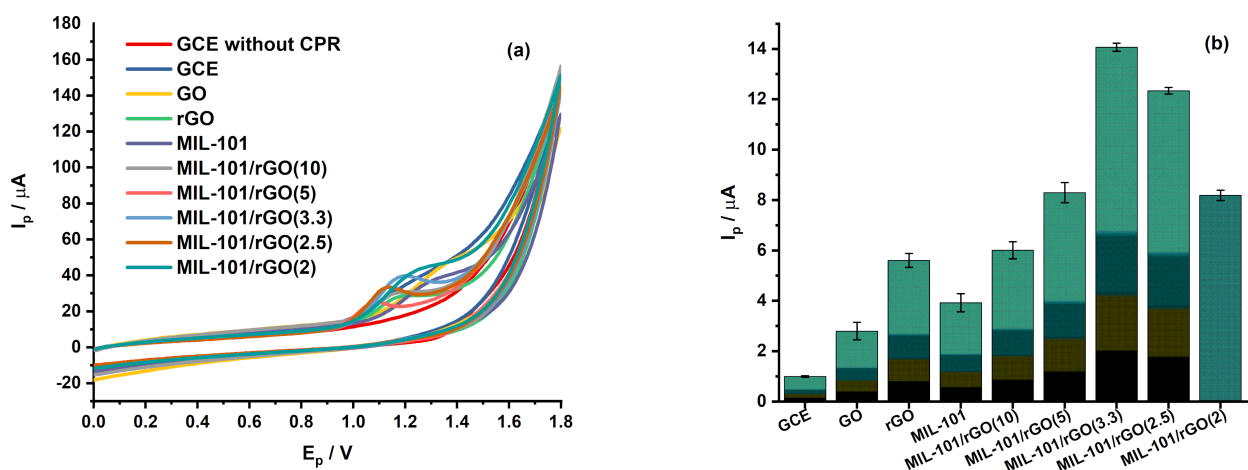 180
160
140
120
100
80
60
40
20
0
-20
I_p / μA
GCE without CPR
GCE
GO
rGO
MIL-101
MIL-101/rGO(10)
MIL-101/rGO(5)
MIL-101/rGO(3.3)
MIL-101/rGO(2.5)
MIL-101/rGO(2)
(a)
0.0 0.2 0.4 0.6 0.8 1.0 1.2 1.4 1.6 1.8
E_p / V
(b)
14
12
10
8
6
4
2
0
I_p / μA
GCE
GO
rGO
MIL-101
MIL-101/rGO(10)
MIL-101/rGO(5)
MIL-101/rGO(3.3)
MIL-101/rGO(2.5)
MIL-101/rGO(2)